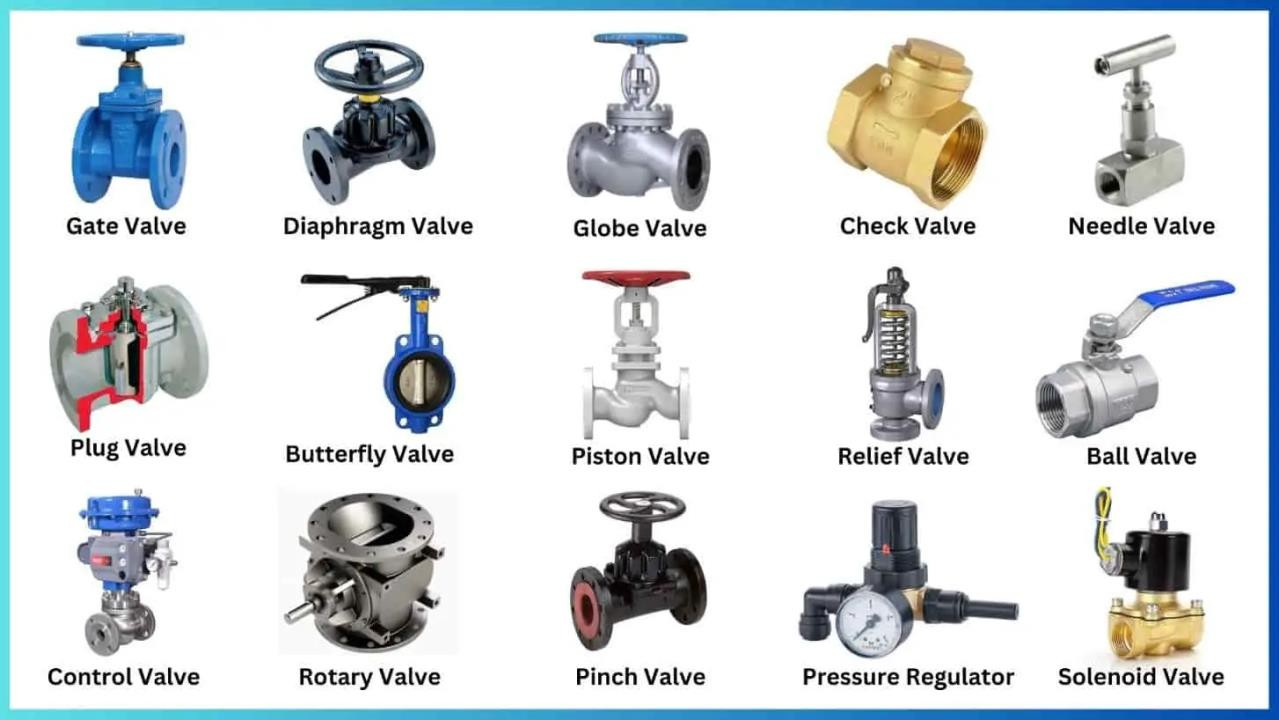 Gate Valve
Diaphragm Valve
Globe Valve
Check Valve
Needle Valve
Plug Valve
Butterfly Valve
Piston Valve
Relief Valve
Ball Valve
Control Valve
Rotary Valve
Pinch Valve
Pressure Regulator
Solenoid Valve